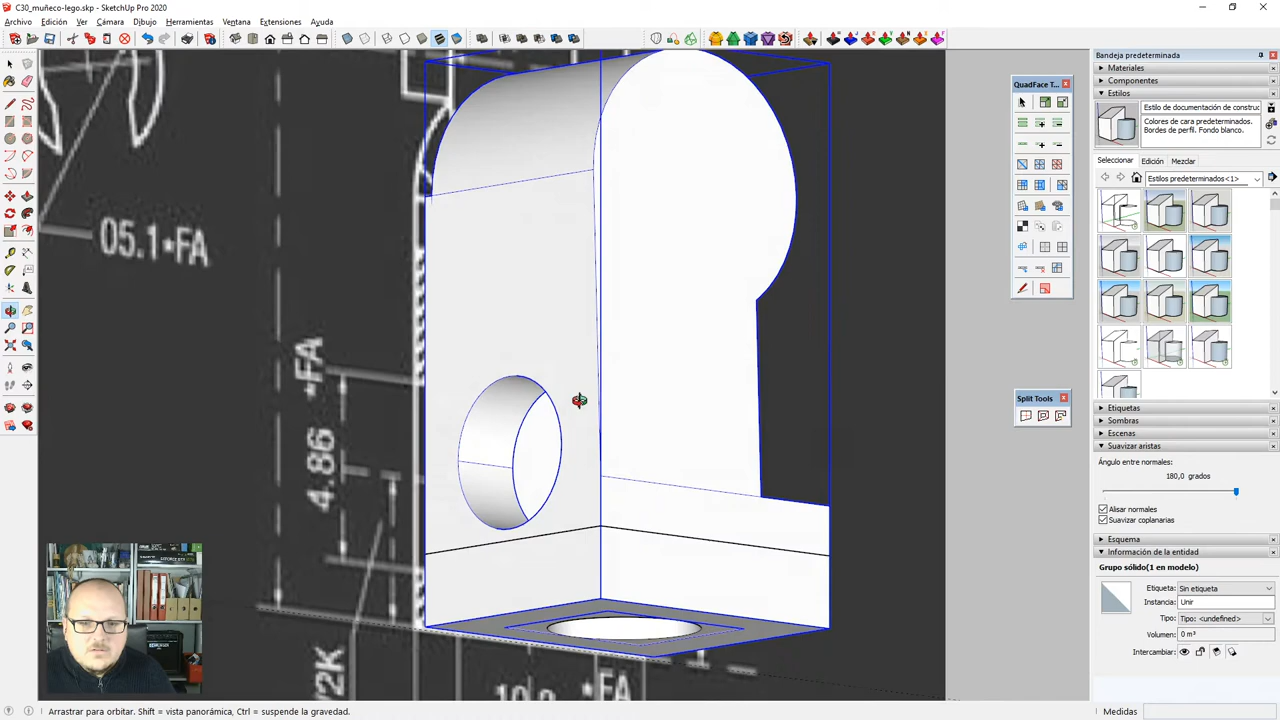 C30_muñeco-lego.skp - SketchUp Pro 2020
Archivo Edición Ver Cámara Dibujo Herramientas Ventana Extensiones Ayuda
Bandeja predeterminada
Materiales
Componentes
Estilos
Estilo de documentación de construc
Colores de cara predeterminados.
Bordes de perfil. Fondo blanco.
Seleccionar Edición Mezclar
Estilos predeterminados<1>
Etiquetas
Sombras
Escenas
Suavizar aristas
Ángulo entre normales:
180,0 grados
Alisar normales
Suavizar coplanarias
Esquema
Información de la entidad
Grupo sólido(1 en modelo)
Etiqueta: Sin etiqueta
Instancia: Unir
Tipo: Tipo: <undefined>
Volumen: 0 m³
Intercambiar:
QuadFace T...
Split Tools
05.1*FA
4.86 *FA
Arrastrar para orbitar. Shift = vista panorámica, Ctrl = suspende la gravedad.
Medidas